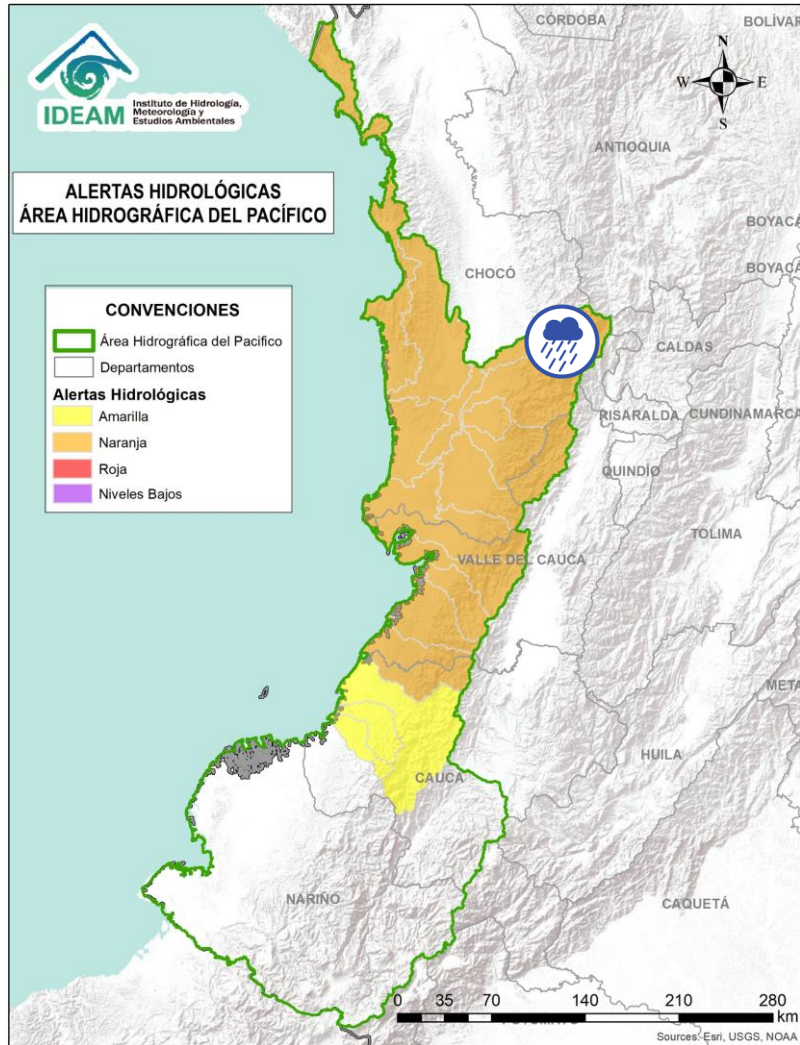 IDEAM
Instituto de Hidrología,
Meteorología y
Estudios Ambientales
ALERTAS HIDROLÓGICAS
ÁREA HIDROGRÁFICA DEL PACÍFICO
CONVENCIONES
Área Hidrográfica del Pacifico
Departamentos
Alertas Hidrológicas
Amarilla
Naranja
Roja
Niveles Bajos
CÓRDOBA
BOLÍVAR
N
W
E
S
ANTIOQUIA
BOYACÁ
BOYACÁ
CHOCÓ
CALDAS
RISARALDA
CUNDINAMARCA
QUINDÍO
TOLIMA
VALLE DEL CAUCA
META
HUILA
CAUCA
NARIÑO
CAQUETÁ
0 35 70 140 210 280
km
Sources: Esri, USGS, NOAA